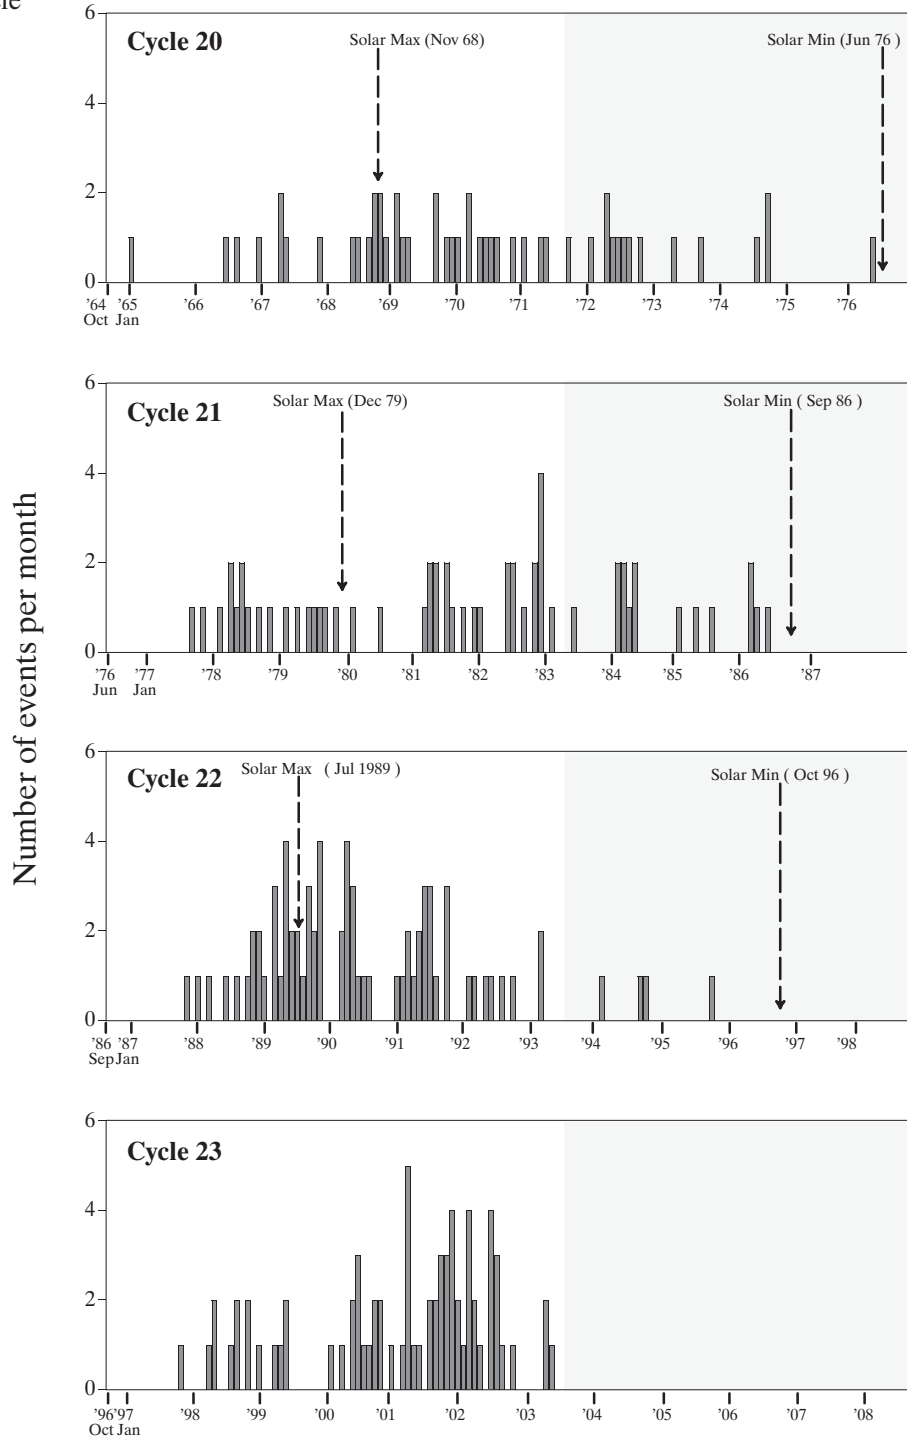 6
Cycle 20
Solar Max (Nov 68)
Solar Min (Jun 76 )
4
2
0
’64 ’65 ’66 ’67 ’68 ’69 ’70 ’71 ’72 ’73 ’74 ’75 ’76
Oct Jan
Number of events per month
6
Cycle 21
Solar Max (Dec 79)
Solar Min ( Sep 86 )
4
2
0
’76 ’77 ’78 ’79 ’80 ’81 ’82 ’83 ’84 ’85 ’86 ’87
Jun Jan
6
Cycle 22
Solar Max ( Jul 1989 )
Solar Min ( Oct 96 )
4
2
0
’86 ’87 ’88 ’89 ’90 ’91 ’92 ’93 ’94 ’95 ’96 ’97 ’98
Sep Jan
6
Cycle 23
4
2
0
’96 ’97 ’98 ’99 ’00 ’01 ’02 ’03 ’04 ’05 ’06 ’07 ’08
Oct Jan